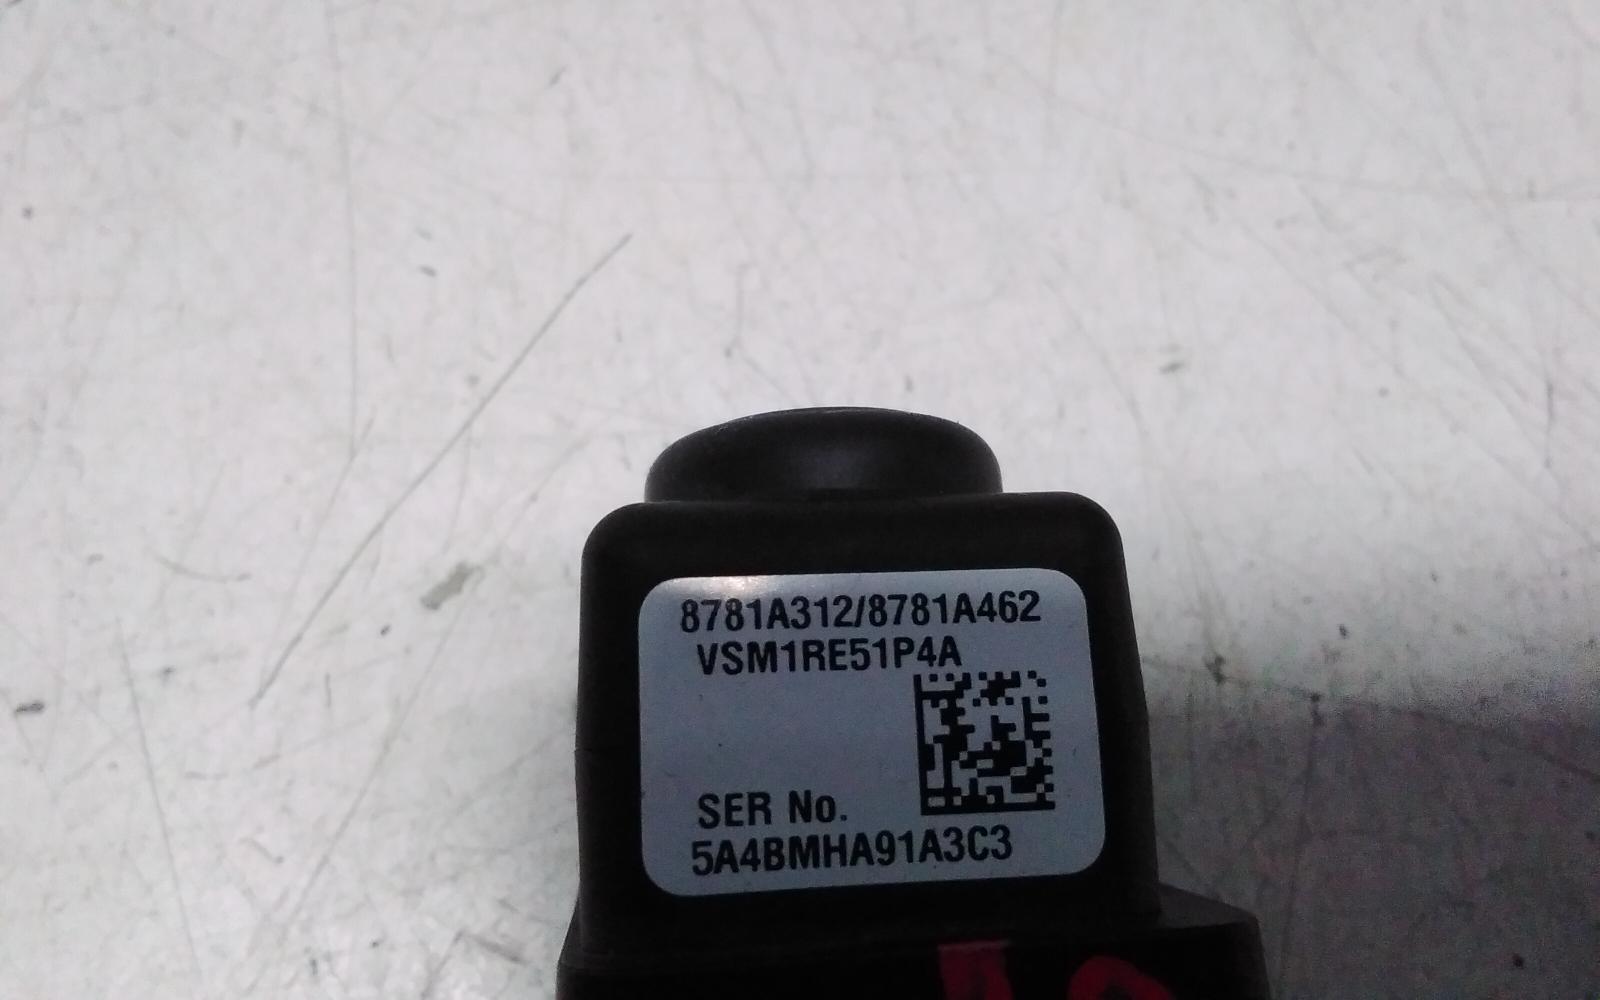 8781A312/8781A462
VSM1RE51P4A
SER No.
5A4BMHA91A3C3